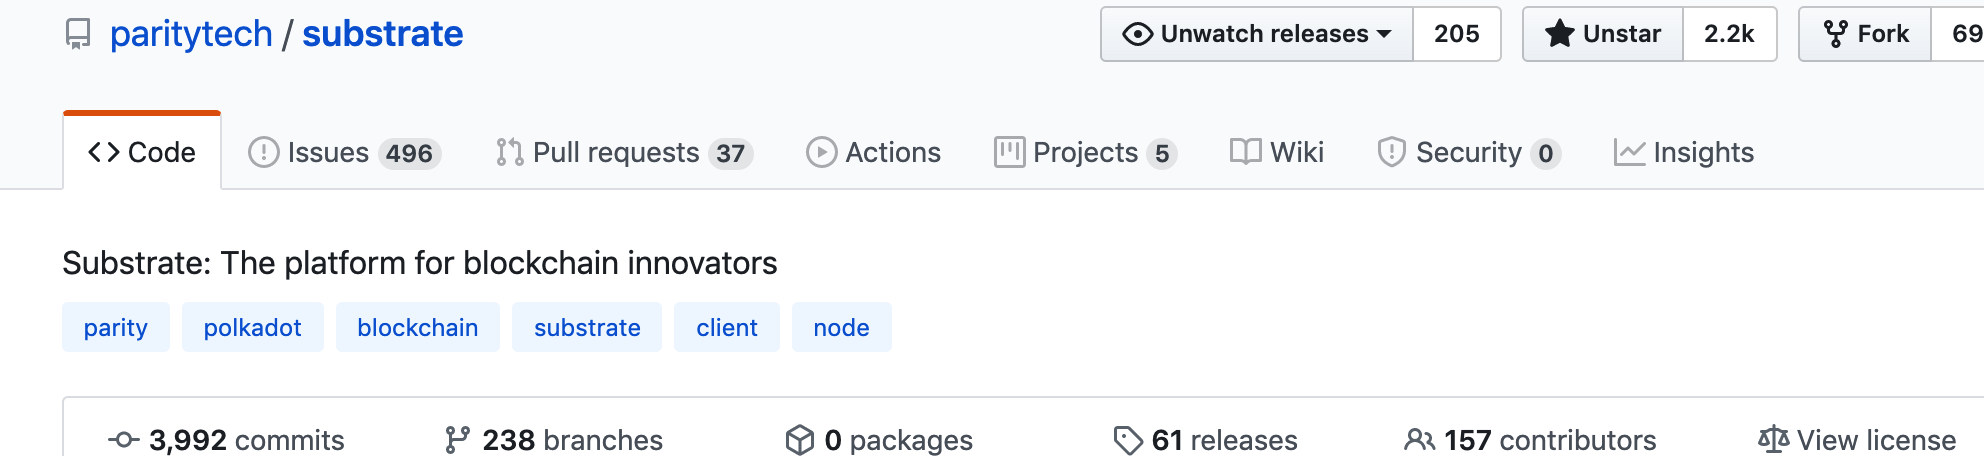 paritytech / substrate Unwatch releases 205 Unstar 2.2k Fork
Code Issues 496 Pull requests 37 Actions Projects 5 Wiki Security 0 Insights
Substrate: The platform for blockchain innovators
parity polkadot blockchain substrate client node
3,992 commits 238 branches 0 packages 61 releases 157 contributors View license